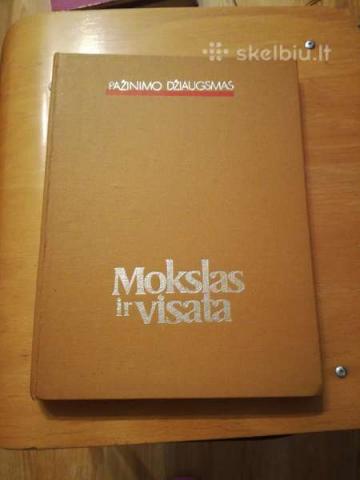 skelbiu.lt
PAŽINIMO DŽIAUGSMAS
Mokslas
ir visata